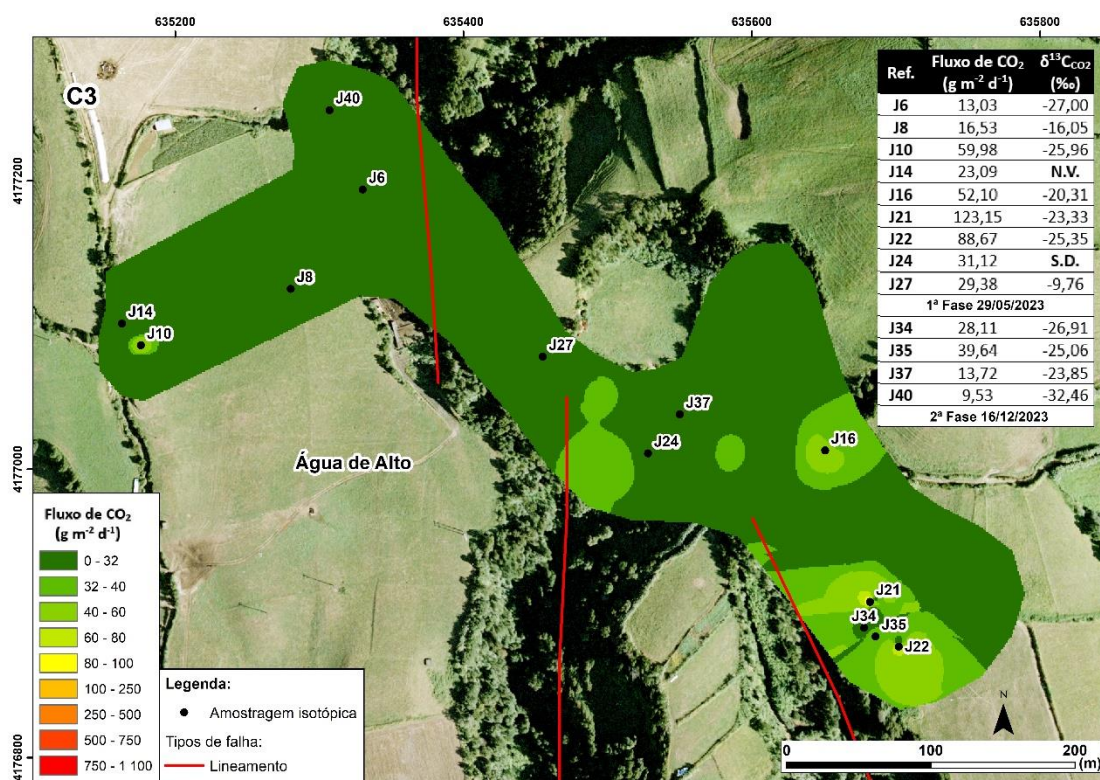 635200 635400 635600 635800
C3
J40
J6
4177200
J8
J14
J10
J27
J37
J24
J16
Água de Alto
4177000
J21
J34
J35
J22
4176800
Ref. Fluxo de CO₂ (g m⁻² d⁻¹) δ¹³C_CO₂ (‰)
J6 13,03 -27,00
J8 16,53 -16,05
J10 59,98 -25,96
J14 23,09 N.V.
J16 52,10 -20,31
J21 123,15 -23,33
J22 88,67 -25,35
J24 31,12 S.D.
J27 29,38 -9,76
1ª Fase 29/05/2023
J34 28,11 -26,91
J35 39,64 -25,06
J37 13,72 -23,85
J40 9,53 -32,46
2ª Fase 16/12/2023
Fluxo de CO₂
(g m⁻² d⁻¹)
0 - 32
32 - 40
40 - 60
60 - 80
80 - 100
100 - 250
250 - 500
500 - 750
750 - 1 100
Legenda:
Amostragem isotópica
Tipos de falha:
Lineamento
N
0 100 200
(m)